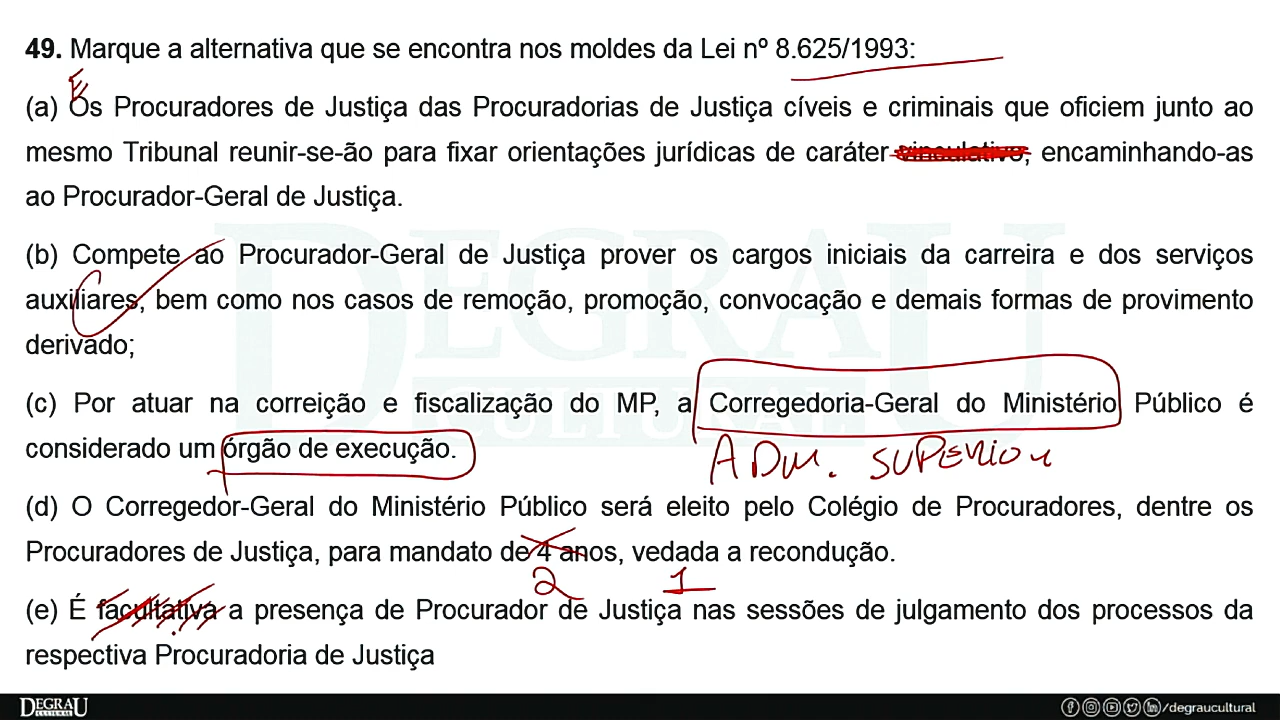 49. Marque a alternativa que se encontra nos moldes da Lei nº 8.625/1993:
E
(a) Os Procuradores de Justiça das Procuradorias de Justiça cíveis e criminais que oficiem junto ao
mesmo Tribunal reunir-se-ão para fixar orientações jurídicas de caráter vinculativo, encaminhando-as
ao Procurador-Geral de Justiça.
(b) Compete ao Procurador-Geral de Justiça prover os cargos iniciais da carreira e dos serviços
auxiliares, bem como nos casos de remoção, promoção, convocação e demais formas de provimento
derivado;
C
(c) Por atuar na correição e fiscalização do MP, a Corregedoria-Geral do Ministério Público é
considerado um órgão de execução.
ADM. SUPERIOR
(d) O Corregedor-Geral do Ministério Público será eleito pelo Colégio de Procuradores, dentre os
Procuradores de Justiça, para mandato de 4 anos, vedada a recondução.
2 1
(e) É facultativa a presença de Procurador de Justiça nas sessões de julgamento dos processos da
respectiva Procuradoria de Justiça
DEGRAU CULTURAL
DEGRAU
CULTURAL
/degraucultural